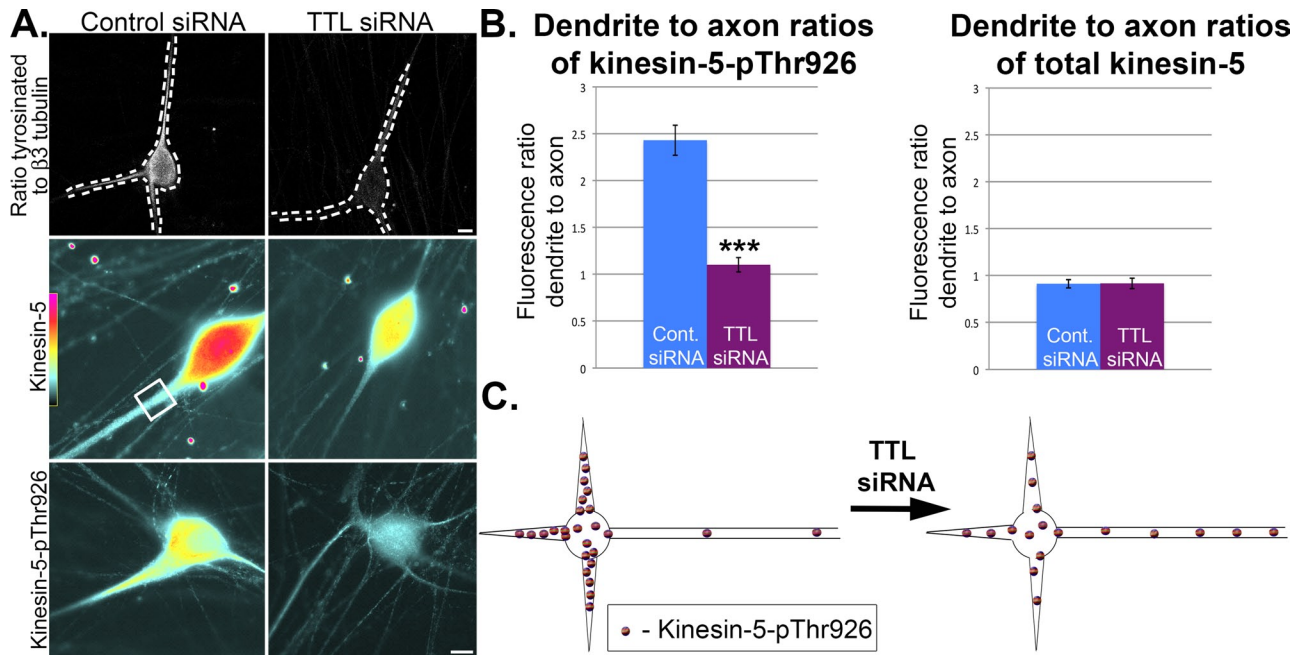 A.
Control siRNA
TTL siRNA
Ratio tyrosinated
to β3 tubulin
Kinesin-5
Kinesin-5-pThr926
B.
Dendrite to axon ratios
of kinesin-5-pThr926
Fluorescence ratio
dendrite to axon
3
2.5
2
1.5
1
0.5
0
***
Cont.
siRNA
TTL
siRNA
Dendrite to axon ratios
of total kinesin-5
Fluorescence ratio
dendrite to axon
3
2.5
2
1.5
1
0.5
0
Cont.
siRNA
TTL
siRNA
C.
TTL
siRNA
- Kinesin-5-pThr926